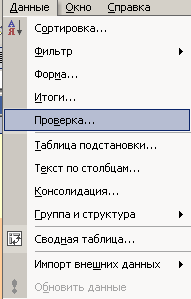 Данные Окно Справка
Сортировка...
Фильтр
Форма...
Итоги...
Проверка...
Таблица подстановки...
Текст по столбцам...
Консолидация...
Группа и структура
Сводная таблица...
Импорт внешних данных
Обновить данные